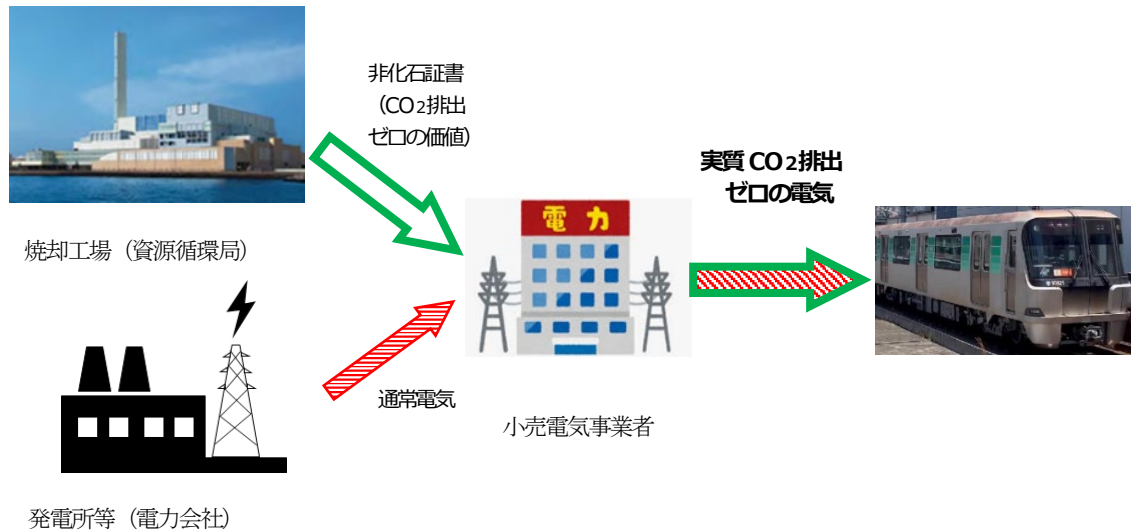 非化石証書
（CO₂排出
ゼロの価値）
実質 CO₂排出
ゼロの電気
電力
焼却工場（資源循環局）
通常電気
小売電気事業者
発電所等（電力会社）